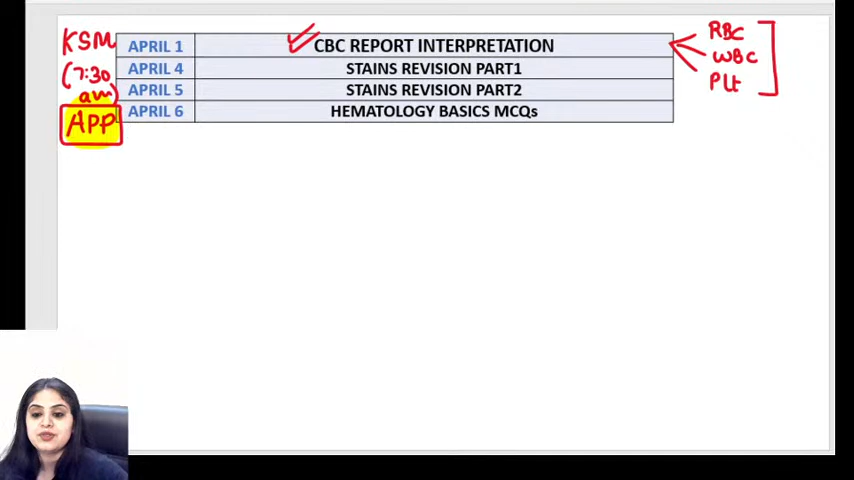 KSM
(7:30
am)
APP
APRIL 1 CBC REPORT INTERPRETATION
APRIL 4 STAINS REVISION PART1
APRIL 5 STAINS REVISION PART2
APRIL 6 HEMATOLOGY BASICS MCQs
RBC
WBC
Plt